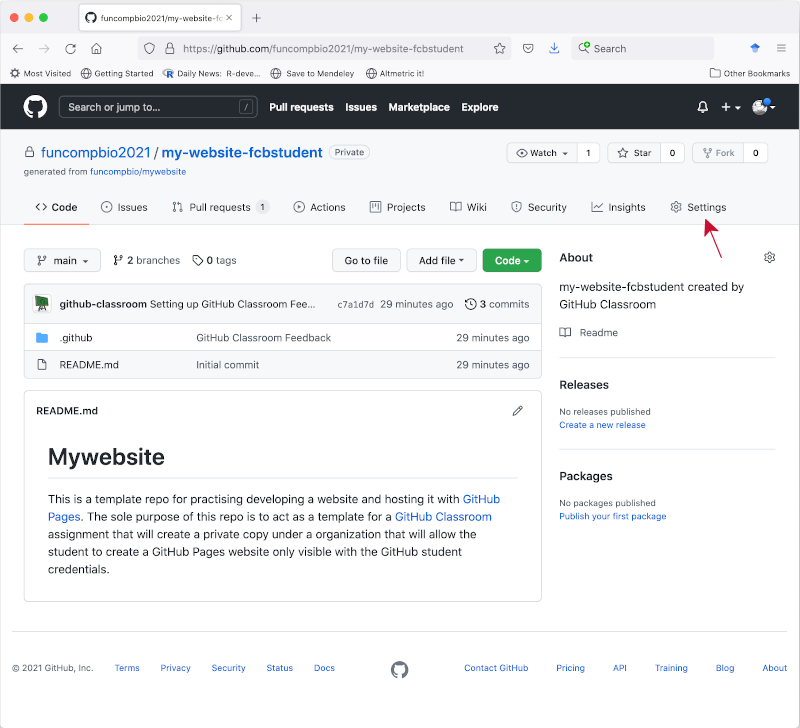 funcompbio2021/my-website-fc
https://github.com/funcompbio2021/my-website-fcbstudent
Search
Most Visited Getting Started Daily News: R-deve... Save to Mendeley Altmetric it! Other Bookmarks
Search or jump to... / Pull requests Issues Marketplace Explore
funcompbio2021 / my-website-fcbstudent Private
Watch 1 Star 0 Fork 0
generated from funcompbio/mywebsite
Code Issues Pull requests 1 Actions Projects Wiki Security Insights Settings
main 2 branches 0 tags Go to file Add file Code
github-classroom Setting up GitHub Classroom Fee... c7a1d7d 29 minutes ago 3 commits
.github GitHub Classroom Feedback 29 minutes ago
README.md Initial commit 29 minutes ago
README.md
Mywebsite
This is a template repo for practising developing a website and hosting it with GitHub
Pages. The sole purpose of this repo is to act as a template for a GitHub Classroom
assignment that will create a private copy under a organization that will allow the
student to create a GitHub Pages website only visible with the GitHub student
credentials.
About
my-website-fcbstudent created by
GitHub Classroom
Readme
Releases
No releases published
Create a new release
Packages
No packages published
Publish your first package
© 2021 GitHub, Inc. Terms Privacy Security Status Docs Contact GitHub Pricing API Training Blog About